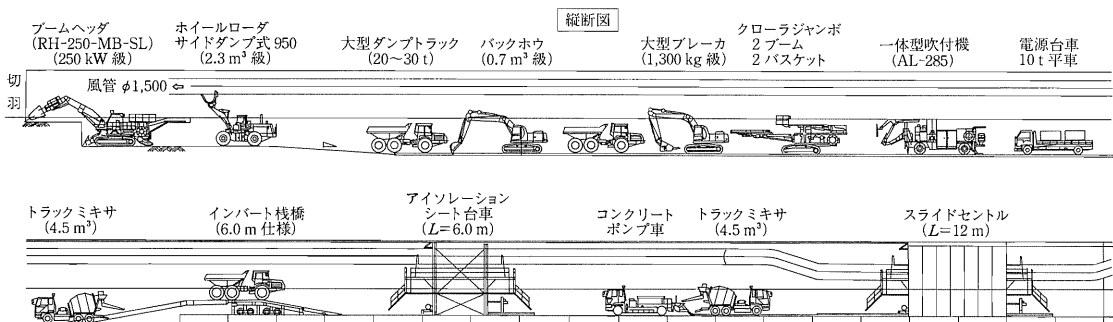 縦断図
ブームヘッダ
(RH-250-MB-SL)
(250 kW 級)
ホイールローダ
サイドダンプ式 950
(2.3 m³ 級)
大型ダンプトラック
(20〜30 t)
バックホウ
(0.7 m³ 級)
大型ブレーカ
(1,300 kg 級)
クローラジャンボ
2 ブーム
2 バスケット
一体型吹付機
(AL-285)
電源台車
10 t 平車
切羽
風管 φ1,500
トラックミキサ
(4.5 m³)
インバート桟橋
(6.0 m 仕様)
アイソレーション
シート台車
(L=6.0 m)
コンクリート
ポンプ車
トラックミキサ
(4.5 m³)
スライドセントル
(L=12 m)